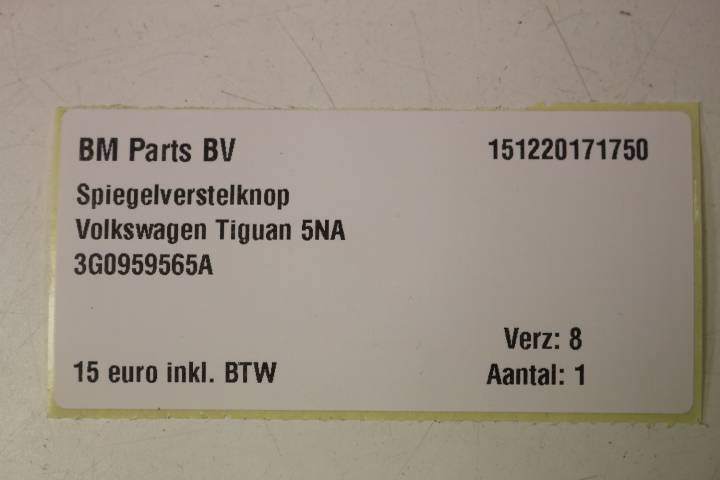 BM Parts BV 151220171750
Spiegelverstelknop
Volkswagen Tiguan 5NA
3G0959565A
Verz: 8
15 euro inkl. BTW Aantal: 1